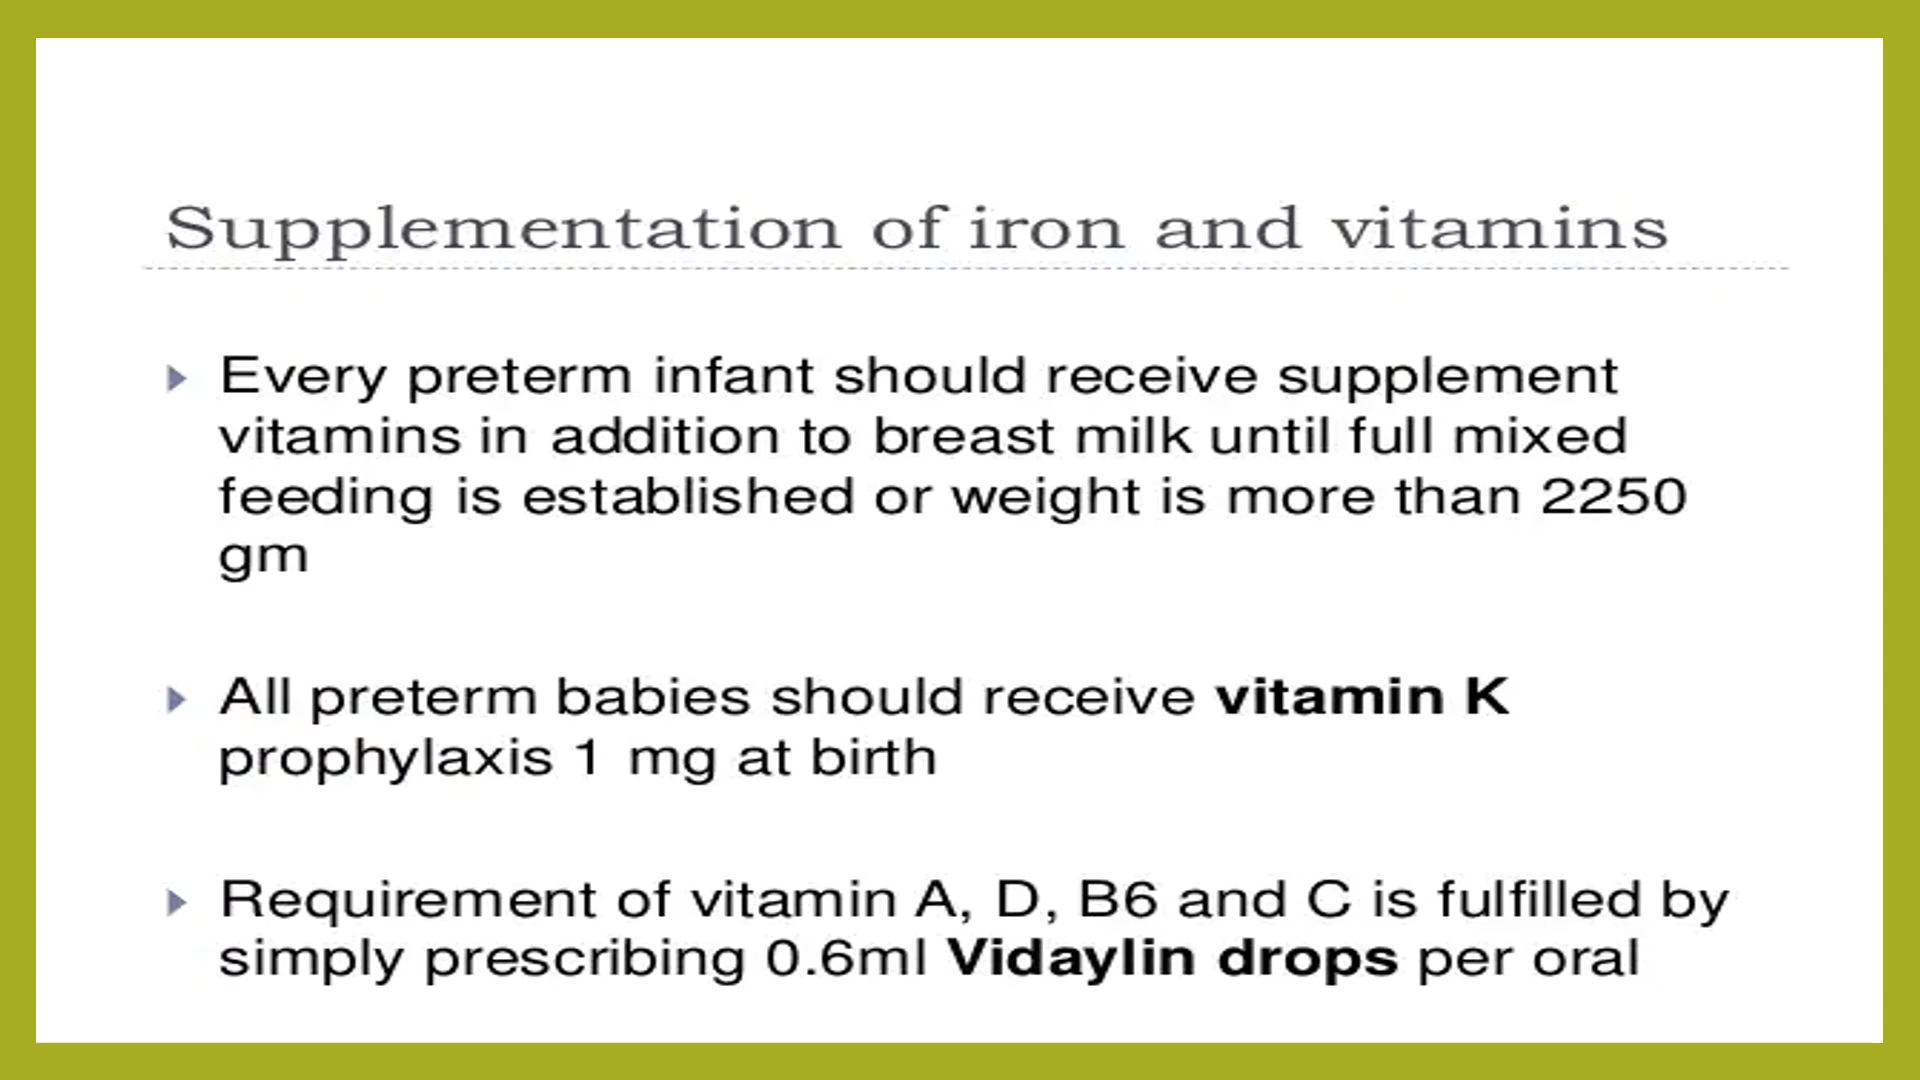 Supplementation of iron and vitamins
Every preterm infant should receive supplement
vitamins in addition to breast milk until full mixed
feeding is established or weight is more than 2250
gm
All preterm babies should receive vitamin K
prophylaxis 1 mg at birth
Requirement of vitamin A, D, B6 and C is fulfilled by
simply prescribing 0.6ml Vidaylin drops per oral